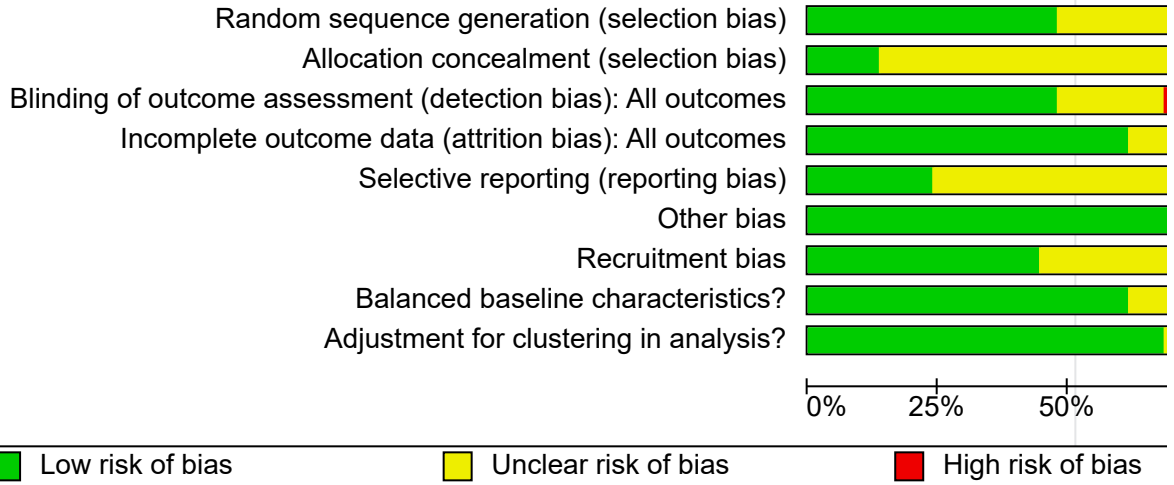 Random sequence generation (selection bias)
Allocation concealment (selection bias)
Blinding of outcome assessment (detection bias): All outcomes
Incomplete outcome data (attrition bias): All outcomes
Selective reporting (reporting bias)
Other bias
Recruitment bias
Balanced baseline characteristics?
Adjustment for clustering in analysis?
0% 25% 50%
Low risk of bias Unclear risk of bias High risk of bias